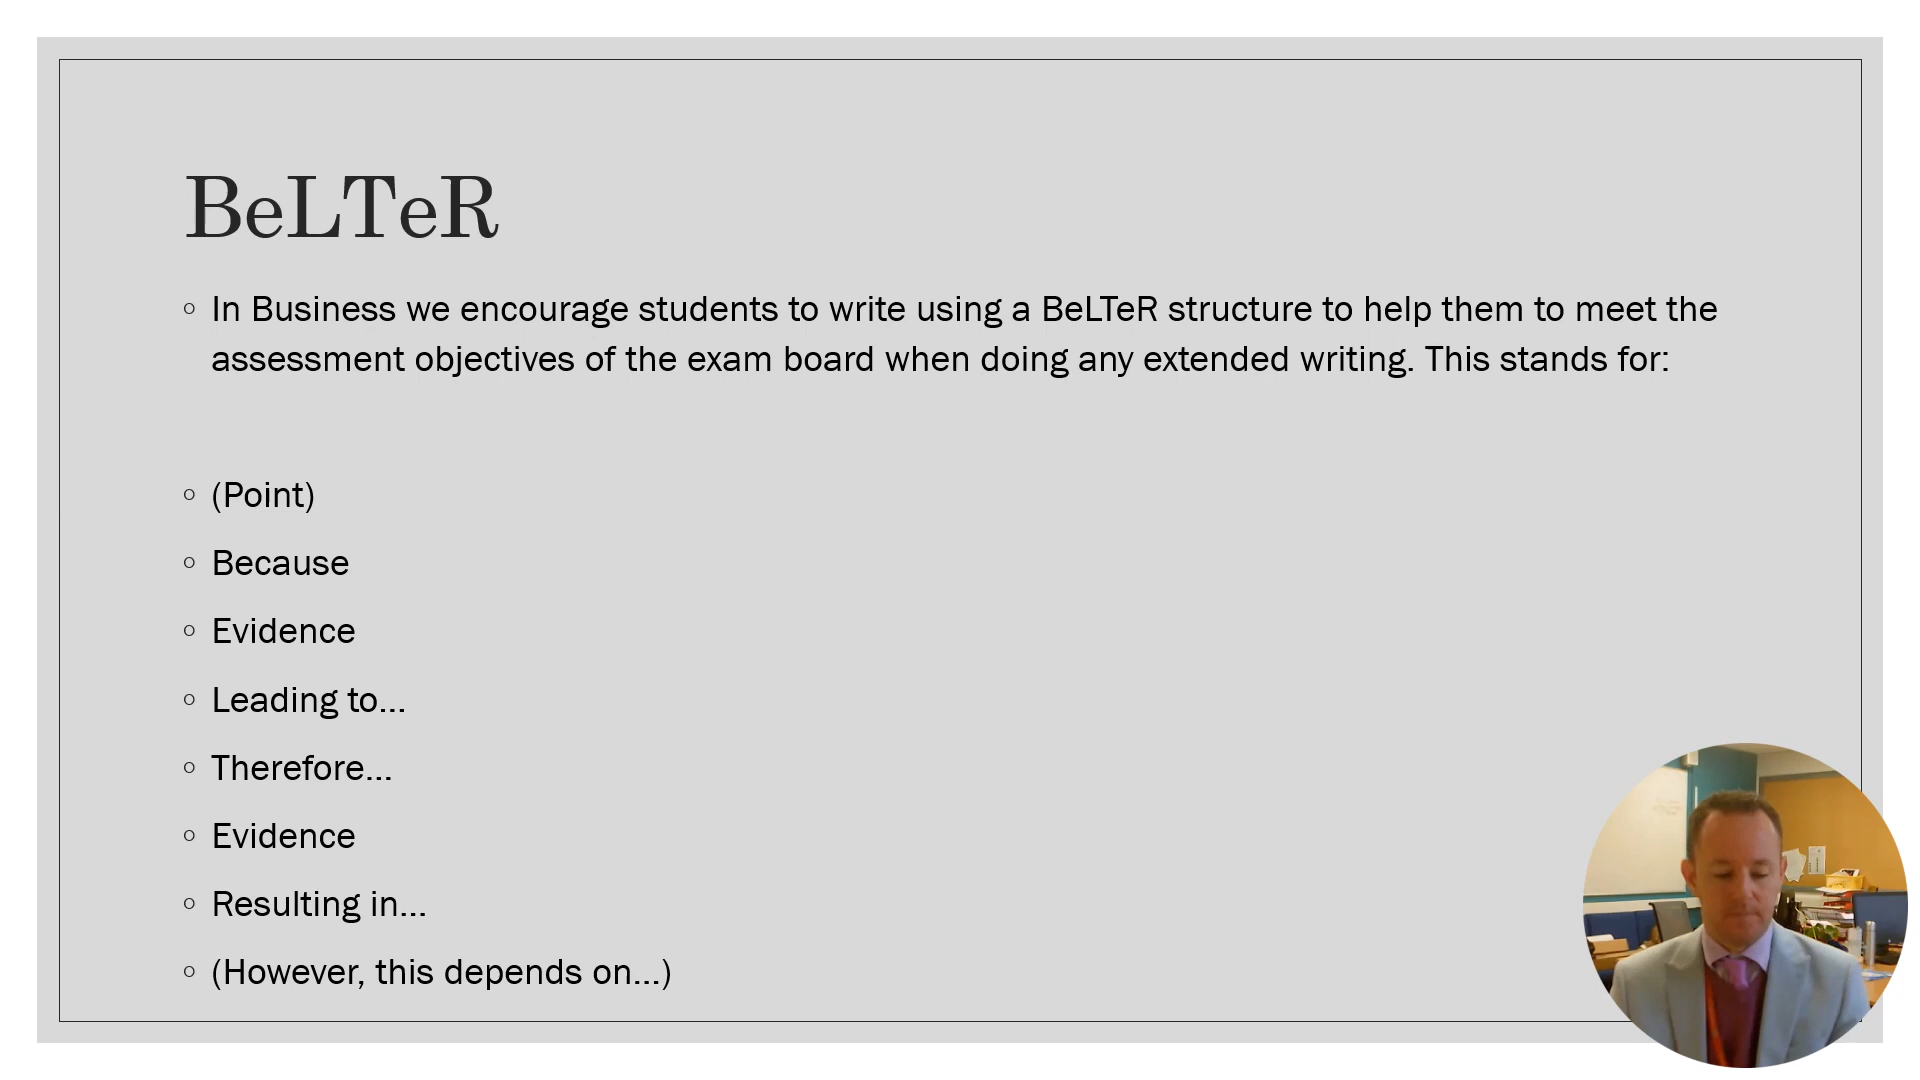 BeLTeR
In Business we encourage students to write using a BeLTeR structure to help them to meet the
assessment objectives of the exam board when doing any extended writing. This stands for:
(Point)
Because
Evidence
Leading to...
Therefore...
Evidence
Resulting in...
(However, this depends on...)